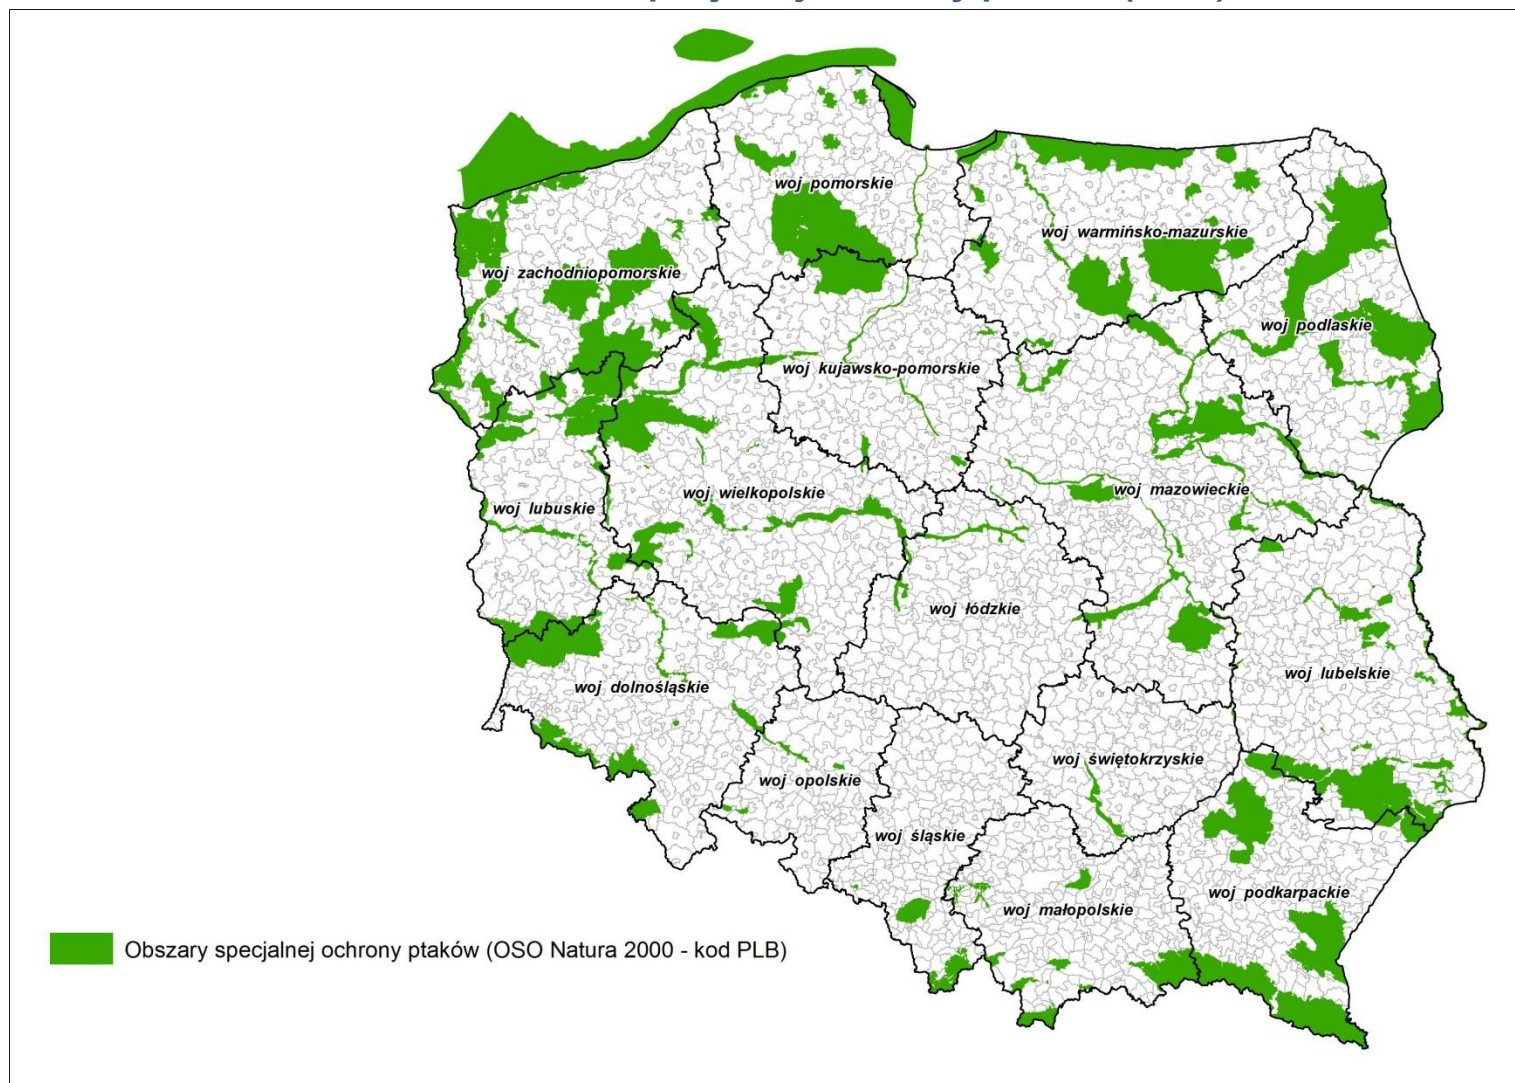 woj pomorskie
woj warmińsko-mazurskie
woj zachodniopomorskie
woj podlaskie
woj kujawsko-pomorskie
woj wielkopolskie
woj mazowieckie
woj lubuskie
woj łódzkie
woj lubelskie
woj dolnośląskie
woj świętokrzyskie
woj opolskie
woj śląskie
woj podkarpackie
woj małopolskie
Obszary specjalnej ochrony ptaków (OSO Natura 2000 - kod PLB)